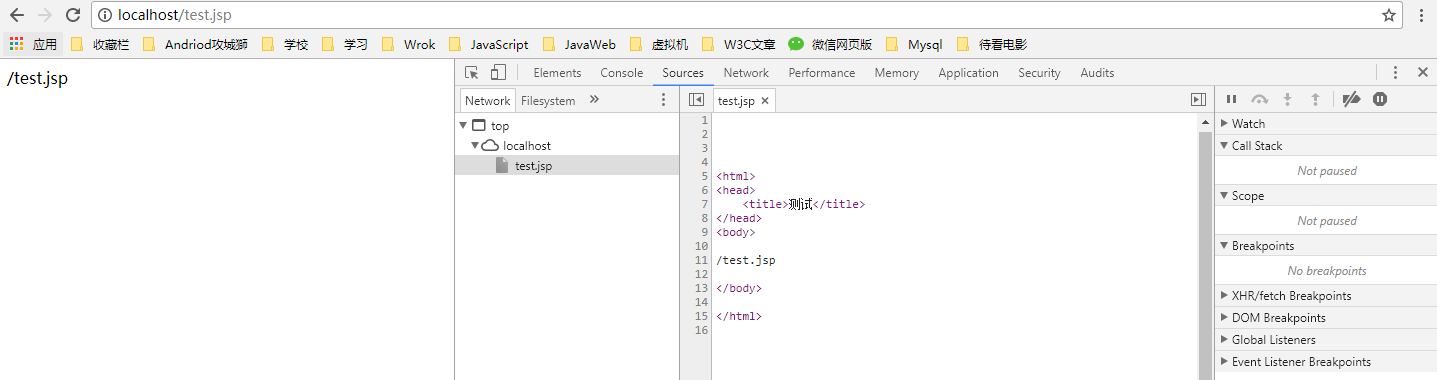 localhost/test.jsp
应用 收藏栏 Andriod攻城狮 学校 学习 Wrok JavaScript JavaWeb 虚拟机 W3C文章 微信网页版 Mysql 待看电影
/test.jsp
Elements Console Sources Network Performance Memory Application Security Audits
Network Filesystem »
test.jsp ×
top
localhost
test.jsp
1
2
3
4
5 <html>
6 <head>
7 <title>测试</title>
8 </head>
9 <body>
10
11 /test.jsp
12
13 </body>
14
15 </html>
16
Watch
Call Stack
Not paused
Scope
Not paused
Breakpoints
No breakpoints
XHR/fetch Breakpoints
DOM Breakpoints
Global Listeners
Event Listener Breakpoints